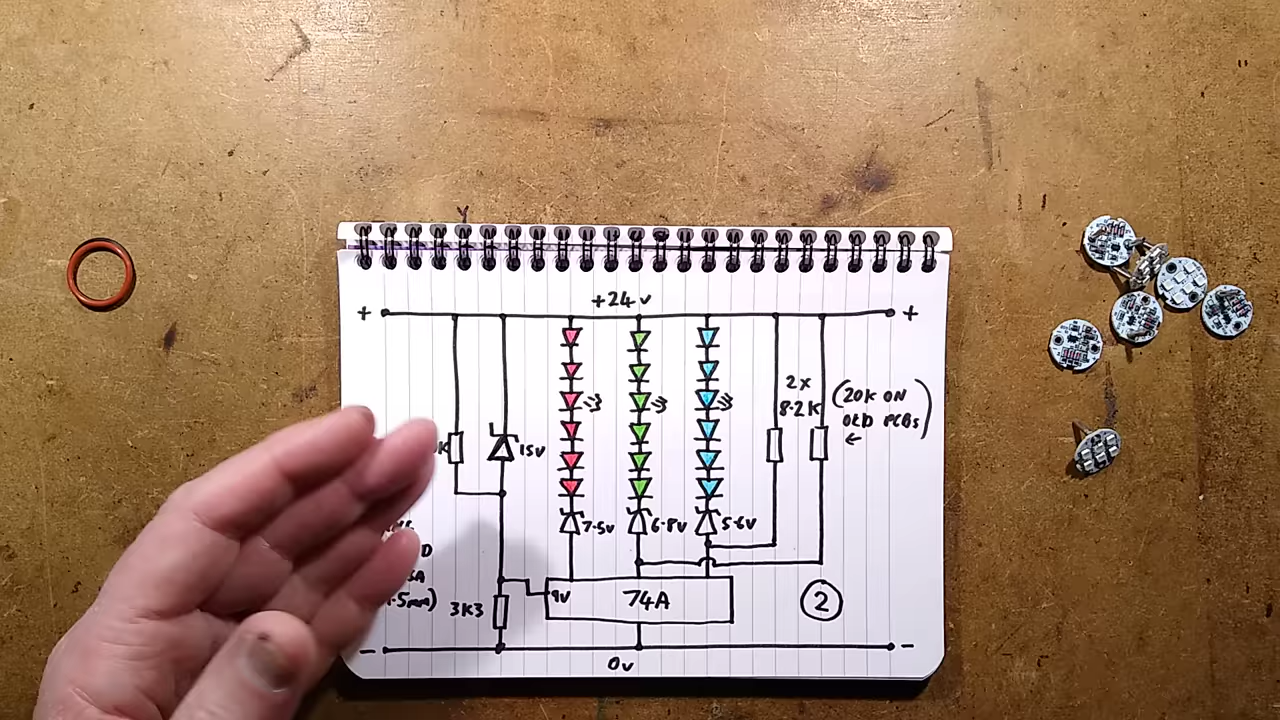 +24v
+ +
2x
8.2K
(20K ON
OLD PCBs)
←
K
15v
7.5v
6.8v
5.6v
9v
74A
3K3
2
- -
0v